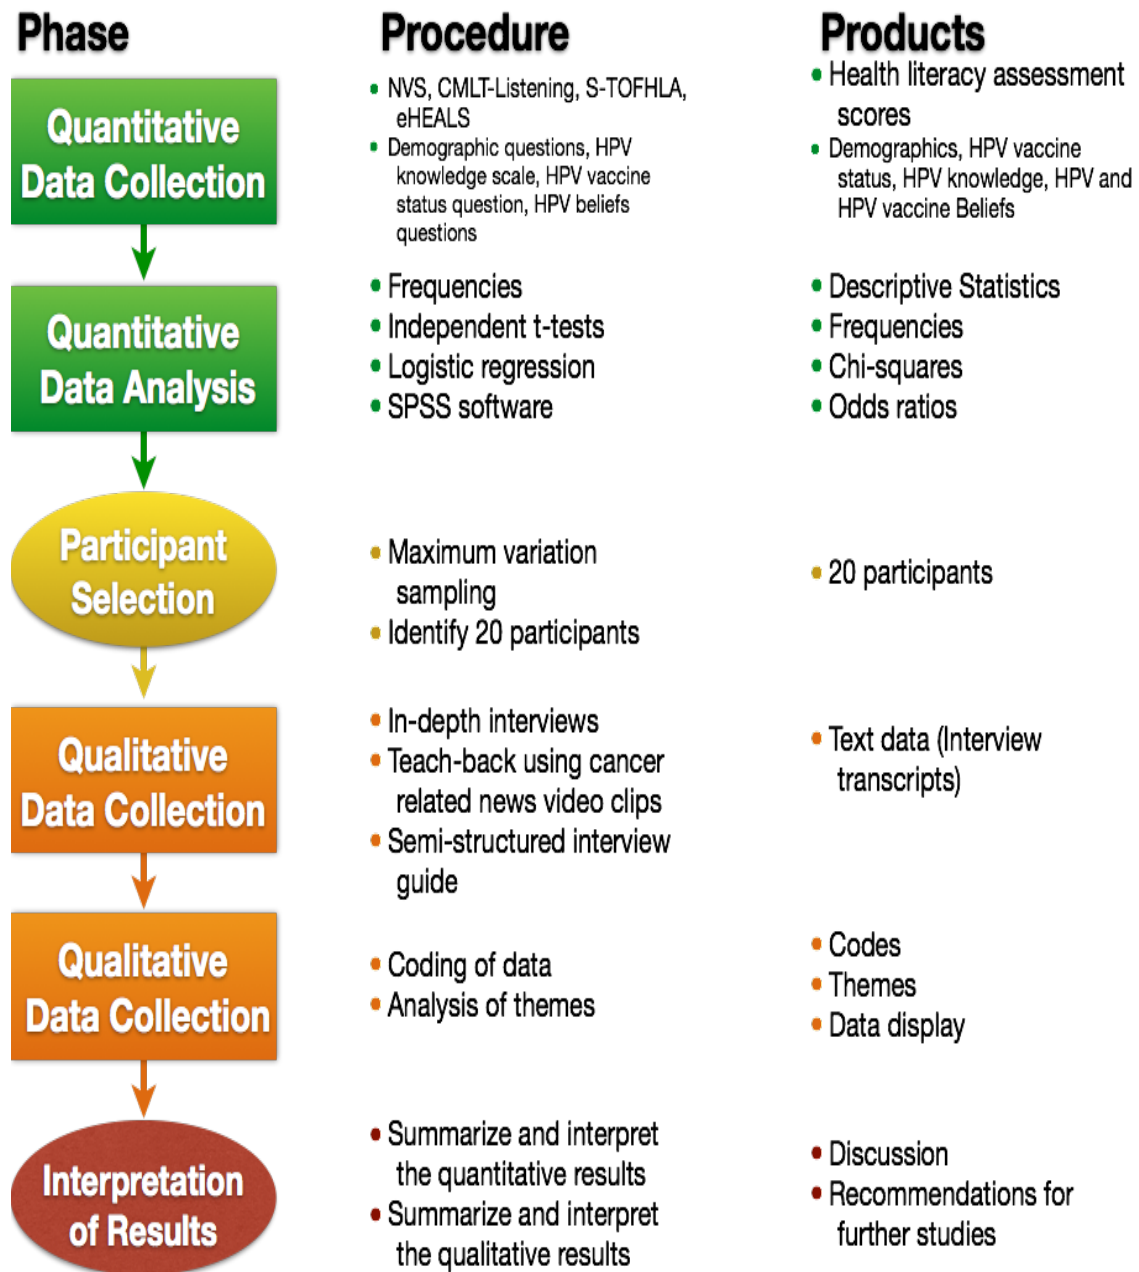 Phase
Procedure
Products
Quantitative
Data Collection
• NVS, CMLT-Listening, S-TOFHLA,
eHEALS
• Demographic questions, HPV
knowledge scale, HPV vaccine
status question, HPV beliefs
questions
• Health literacy assessment
scores
• Demographics, HPV vaccine
status, HPV knowledge, HPV and
HPV vaccine Beliefs
Quantitative
Data Analysis
• Frequencies
• Independent t-tests
• Logistic regression
• SPSS software
• Descriptive Statistics
• Frequencies
• Chi-squares
• Odds ratios
Participant
Selection
• Maximum variation
sampling
• Identify 20 participants
• 20 participants
Qualitative
Data Collection
• In-depth interviews
• Teach-back using cancer
related news video clips
• Semi-structured interview
guide
• Text data (Interview
transcripts)
Qualitative
Data Collection
• Coding of data
• Analysis of themes
• Codes
• Themes
• Data display
Interpretation
of Results
• Summarize and interpret
the quantitative results
• Summarize and interpret
the qualitative results
• Discussion
• Recommendations for
further studies